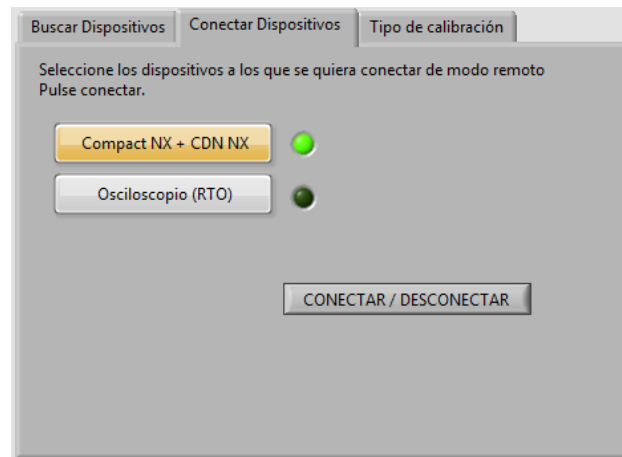 Buscar Dispositivos
Conectar Dispositivos
Tipo de calibración
Seleccione los dispositivos a los que se quiera conectar de modo remoto
Pulse conectar.
Compact NX + CDN NX
Osciloscopio (RTO)
CONECTAR / DESCONECTAR